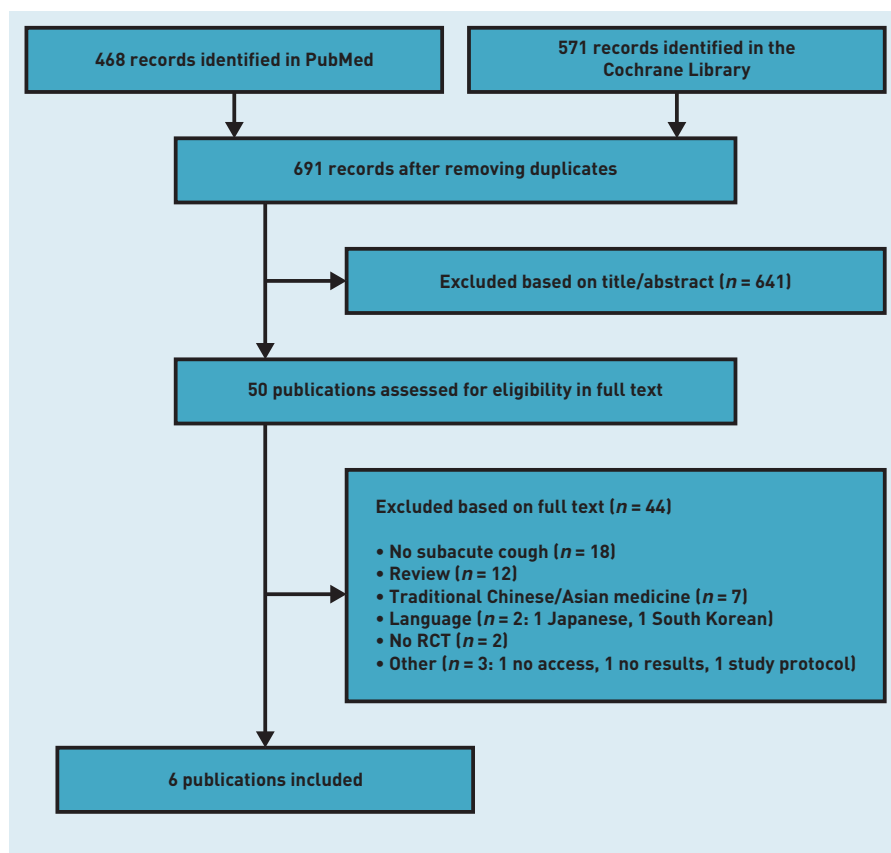 468 records identified in PubMed
571 records identified in the
Cochrane Library
691 records after removing duplicates
Excluded based on title/abstract (n = 641)
50 publications assessed for eligibility in full text
Excluded based on full text (n = 44)
• No subacute cough (n = 18)
• Review (n = 12)
• Traditional Chinese/Asian medicine (n = 7)
• Language (n = 2: 1 Japanese, 1 South Korean)
• No RCT (n = 2)
• Other (n = 3: 1 no access, 1 no results, 1 study protocol)
6 publications included